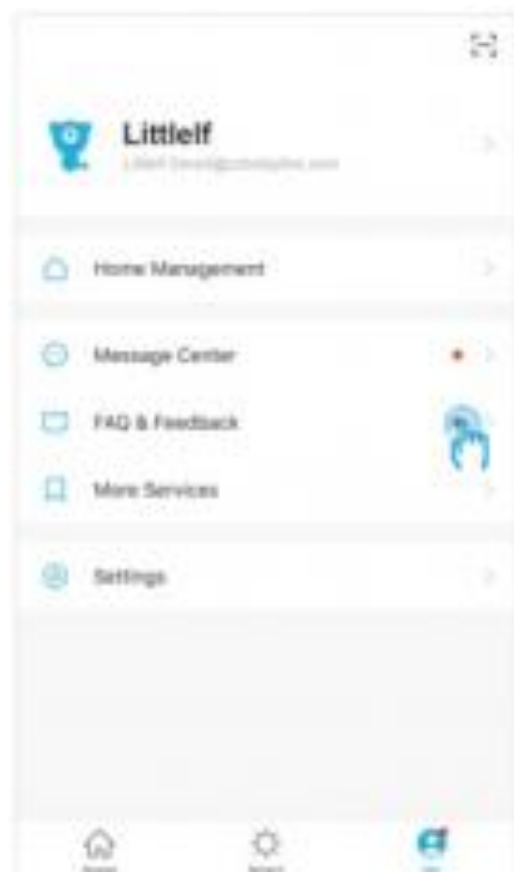 Littlelf
Home Management
Message Center
FAQ & Feedback
More Services
Settings